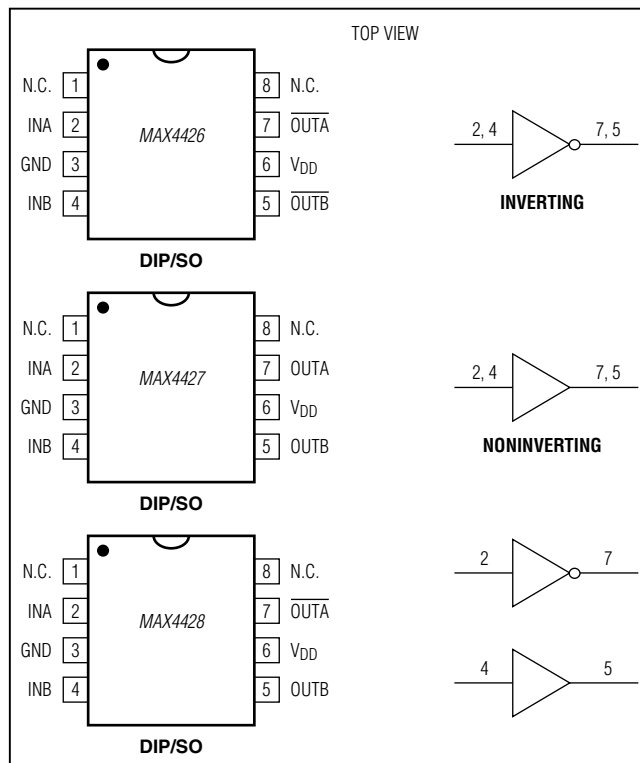 TOP VIEW
N.C. 1 8 N.C.
INA 2 7 O̅U̅T̅A̅
MAX4426
GND 3 6 VDD
INB 4 5 O̅U̅T̅B̅
DIP/SO
2, 4 7, 5
INVERTING
N.C. 1 8 N.C.
INA 2 7 OUTA
MAX4427
GND 3 6 VDD
INB 4 5 OUTB
DIP/SO
2, 4 7, 5
NONINVERTING
N.C. 1 8 N.C.
INA 2 7 O̅U̅T̅A̅
MAX4428
GND 3 6 VDD
INB 4 5 OUTB
DIP/SO
2 7
4 5